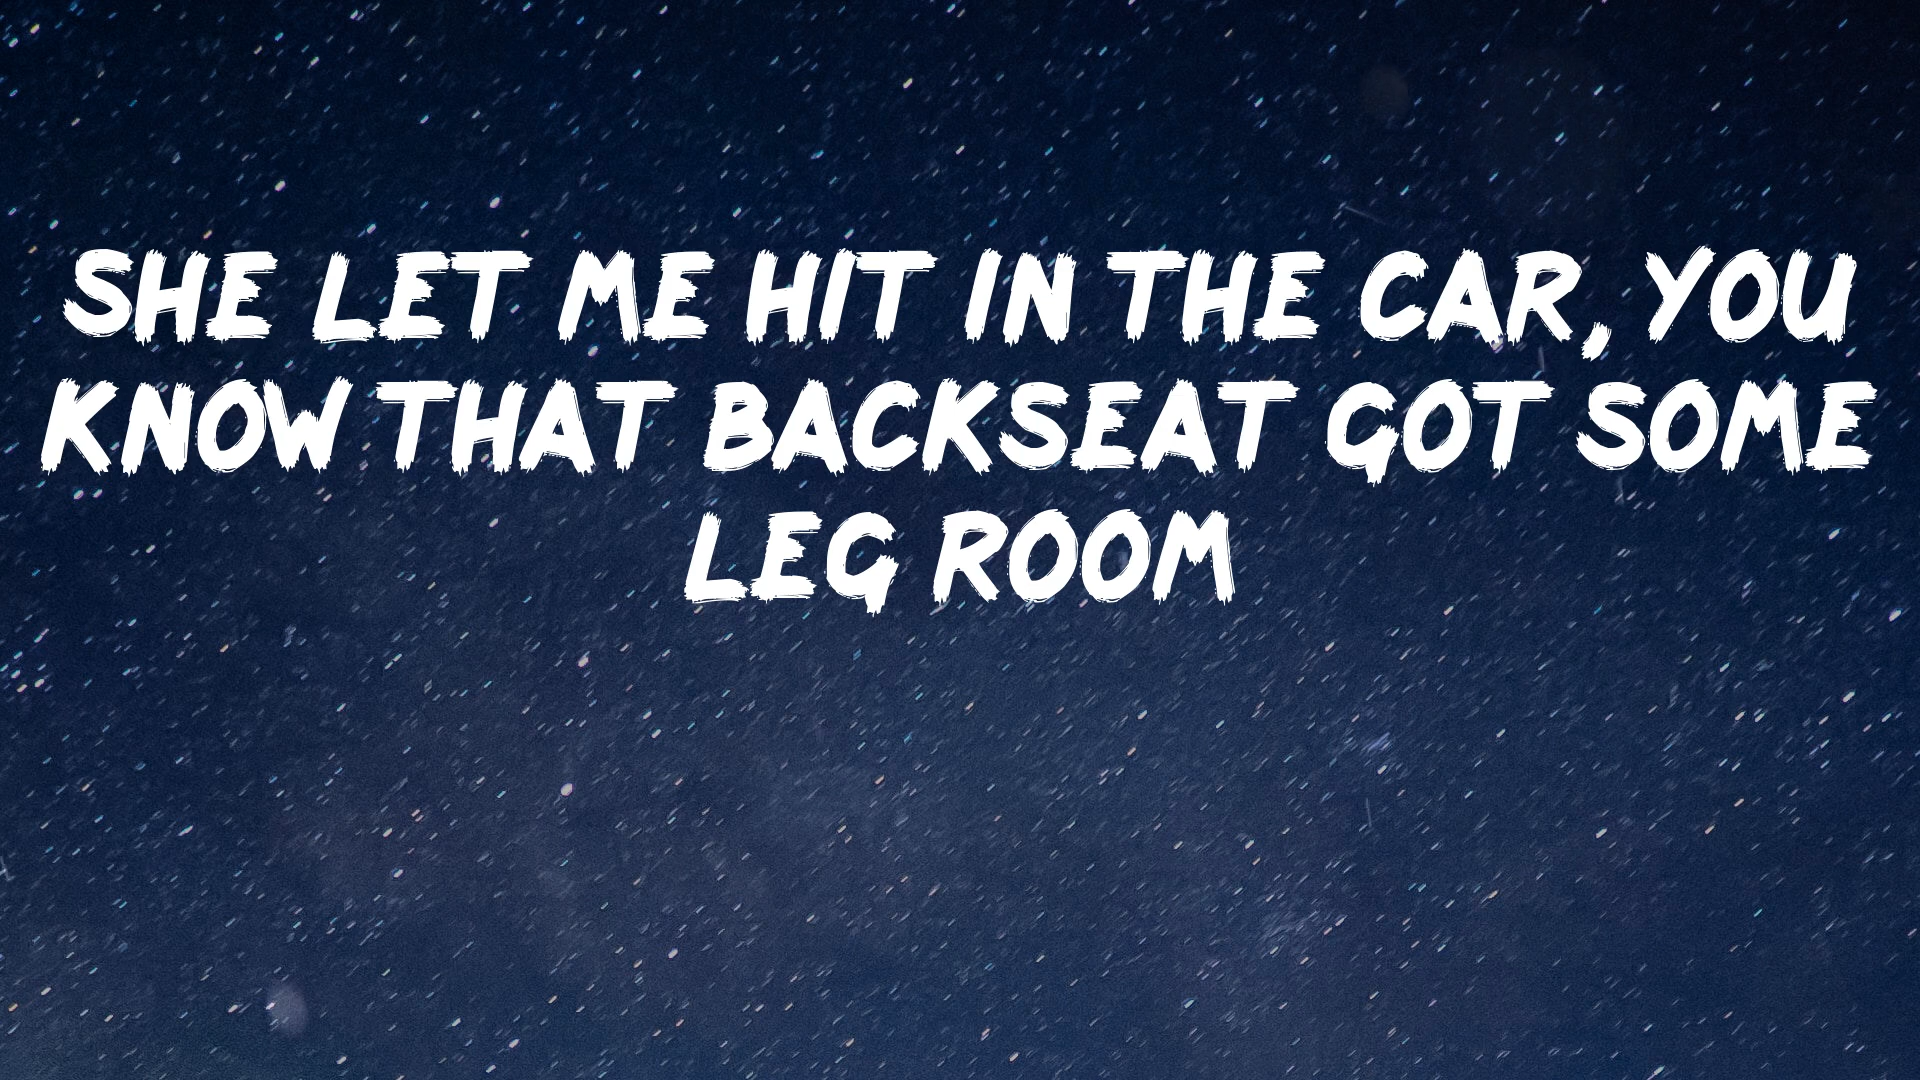 SHE LET ME HIT IN THE CAR, YOU
KNOW THAT BACKSEAT GOT SOME
LEG ROOM